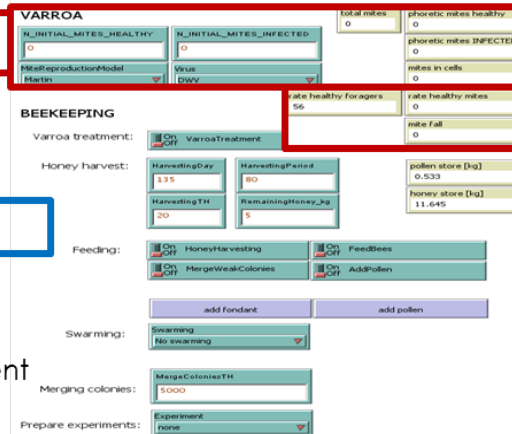 VARROA
total mites
0
phoretic mites healthy
0
N_INITIAL_MITES_HEALTHY
0
N_INITIAL_MITES_INFECTED
0
phoretic mites INFECTED
0
MiteReproductionModel
Martin
Virus
DWV
mites in cells
0
rate healthy foragers
56
rate healthy mites
0
BEEKEEPING
mite fall
0
Varroa treatment:
On
Off
VarroaTreatment
Honey harvest:
HarvestingDay
135
HarvestingPeriod
80
pollen store [kg]
0.533
HarvestingTH
20
RemainingHoney_kg
5
honey store [kg]
11.645
Feeding:
On
Off
HoneyHarvesting
On
Off
FeedBees
On
Off
MergeWeakColonies
On
Off
AddPollen
add fondant
add pollen
Swarming:
Swarming
No swarming
ent
Merging colonies:
MergeColoniesTH
5000
Prepare experiments:
Experiment
none